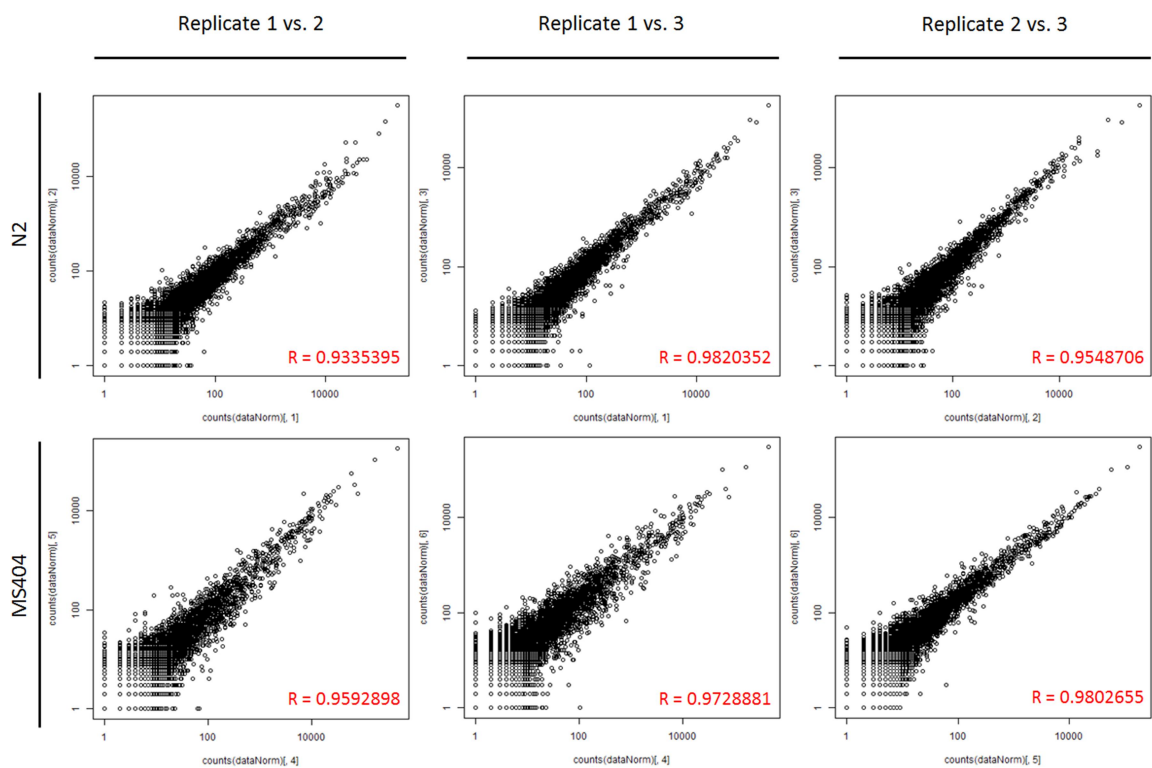 Replicate 1 vs. 2
Replicate 1 vs. 3
Replicate 2 vs. 3
N2
counts(dataNorm)[, 2]
10000
100
1
R = 0.9335395
1
100
10000
counts(dataNorm)[, 1]
counts(dataNorm)[, 3]
10000
100
1
R = 0.9820352
1
100
10000
counts(dataNorm)[, 1]
counts(dataNorm)[, 3]
10000
100
1
R = 0.9548706
1
100
10000
counts(dataNorm)[, 2]
MS404
counts(dataNorm)[, 5]
10000
100
1
R = 0.9592898
1
100
10000
counts(dataNorm)[, 4]
counts(dataNorm)[, 6]
10000
100
1
R = 0.9728881
1
100
10000
counts(dataNorm)[, 4]
counts(dataNorm)[, 6]
10000
100
1
R = 0.9802655
1
100
10000
counts(dataNorm)[, 5]